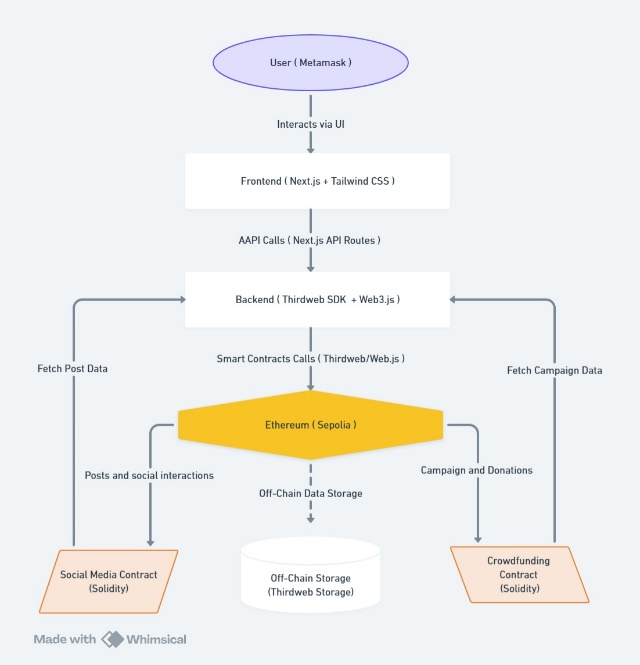 User ( Metamask )
Interacts via UI
Frontend ( Next.js + Tailwind CSS )
AAPI Calls ( Next.js API Routes )
Backend ( Thirdweb SDK + Web3.js )
Smart Contracts Calls ( Thirdweb/Web.js )
Fetch Post Data
Fetch Campaign Data
Ethereum ( Sepolia )
Posts and social interactions
Campaign and Donations
Off-Chain Data Storage
Social Media Contract
(Solidity)
Off-Chain Storage
(Thirdweb Storage)
Crowdfunding
Contract
(Solidity)
Made with Whimsical